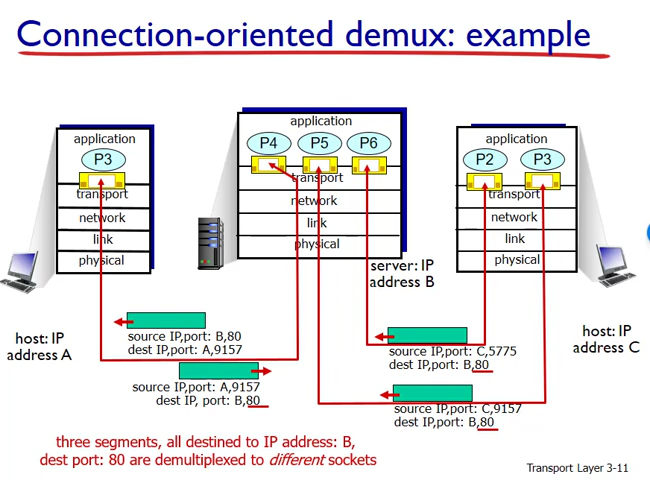 Connection-oriented demux: example
application
P3
transport
network
link
physical
host: IP
address A
application
P4 P5 P6
transport
network
link
physical
server: IP
address B
application
P2 P3
transport
network
link
physical
host: IP
address C
source IP,port: B,80
dest IP,port: A,9157
source IP,port: A,9157
dest IP, port: B,80
source IP,port: C,5775
dest IP,port: B,80
source IP,port: C,9157
dest IP,port: B,80
three segments, all destined to IP address: B,
dest port: 80 are demultiplexed to different sockets
Transport Layer 3-11